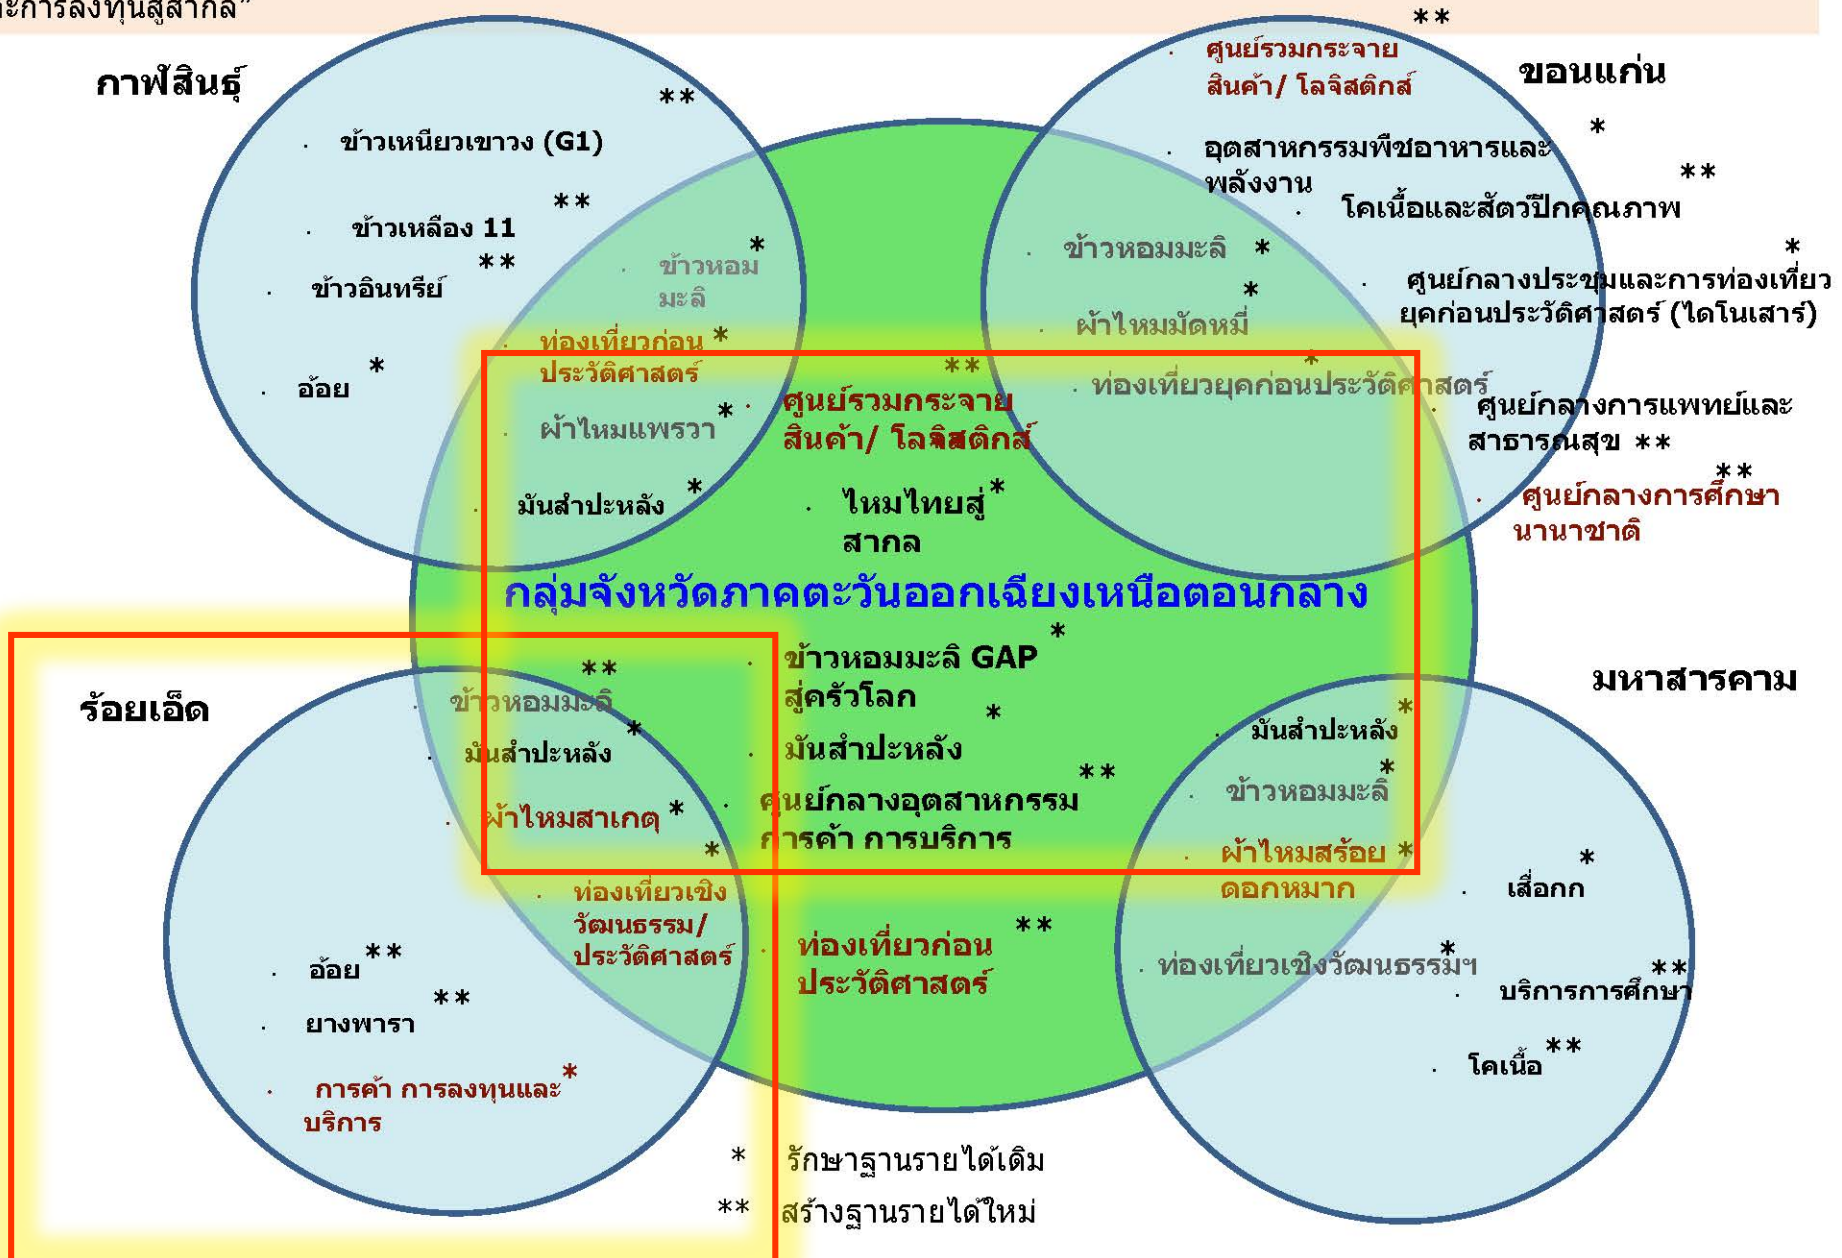 ะการลงทุนสู่สากล”
กาฬสินธุ์
**
ข้าวเหนียวเขาวง (G1)
**
ข้าวเหลือง 11
**
ข้าวอินทรีย์
*
อ้อย
*
ข้าวหอม
มะลิ
ท่องเที่ยวก่อน *
ประวัติศาสตร์
ผ้าไหมแพรวา *
มันสำปะหลัง *
ขอนแก่น
**
ศูนย์รวมกระจาย
สินค้า/ โลจิสติกส์
*
อุตสาหกรรมพืชอาหารและ
พลังงาน
**
โคเนื้อและสัตว์ปีกคุณภาพ
*
ศูนย์กลางประชุมและการท่องเที่ยว
ยุคก่อนประวัติศาสตร์ (ไดโนเสาร์)
ศูนย์กลางการแพทย์และ
สาธารณสุข **
**
ศูนย์กลางการศึกษา
นานาชาติ
ข้าวหอมมะลิ *
*
ผ้าไหมมัดหมี่
*
ท่องเที่ยวยุคก่อนประวัติศาสตร์
**
ศูนย์รวมกระจาย
สินค้า/ โลจิสติกส์
ไหมไทยสู่ *
สากล
กลุ่มจังหวัดภาคตะวันออกเฉียงเหนือตอนกลาง
*
ข้าวหอมมะลิ GAP
สู่ครัวโลก
*
มันสำปะหลัง
**
ศูนย์กลางอุตสาหกรรม
การค้า การบริการ
**
ท่องเที่ยวก่อน
ประวัติศาสตร์
ร้อยเอ็ด
**
ข้าวหอมมะลิ
*
มันสำปะหลัง
ผ้าไหมสาเกตุ *
*
ท่องเที่ยวเชิง
วัฒนธรรม/
ประวัติศาสตร์
อ้อย **
**
ยางพารา
*
การค้า การลงทุนและ
บริการ
มหาสารคาม
*
มันสำปะหลัง
*
ข้าวหอมมะลิ
ผ้าไหมสร้อย *
ดอกหมาก
*
เสื่อกก
*
ท่องเที่ยวเชิงวัฒนธรรมฯ
**
บริการการศึกษา
**
โคเนื้อ
* รักษาฐานรายได้เดิม
** สร้างฐานรายได้ใหม่